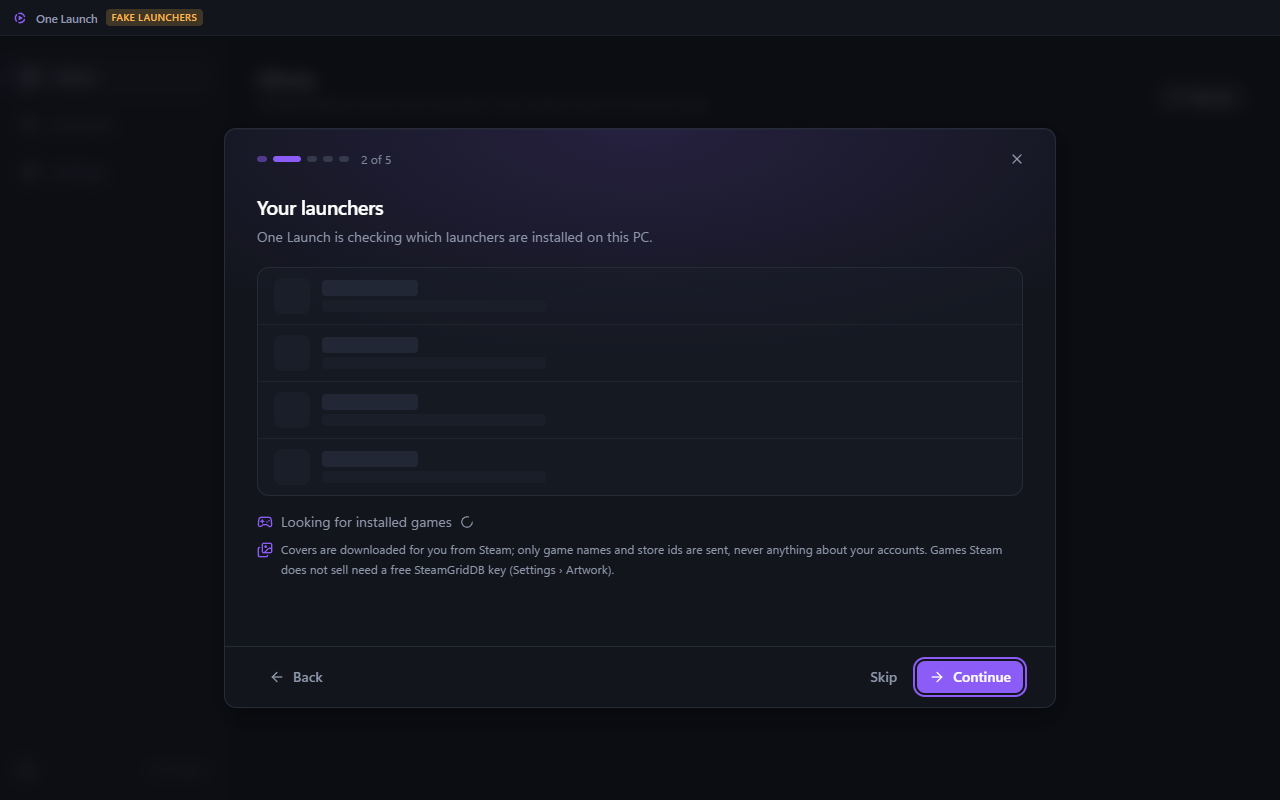 One Launch FAKE LAUNCHERS
2 of 5
Your launchers
One Launch is checking which launchers are installed on this PC.
Looking for installed games
Covers are downloaded for you from Steam; only game names and store ids are sent, never anything about your accounts. Games Steam
does not sell need a free SteamGridDB key (Settings › Artwork).
Back
Skip
Continue